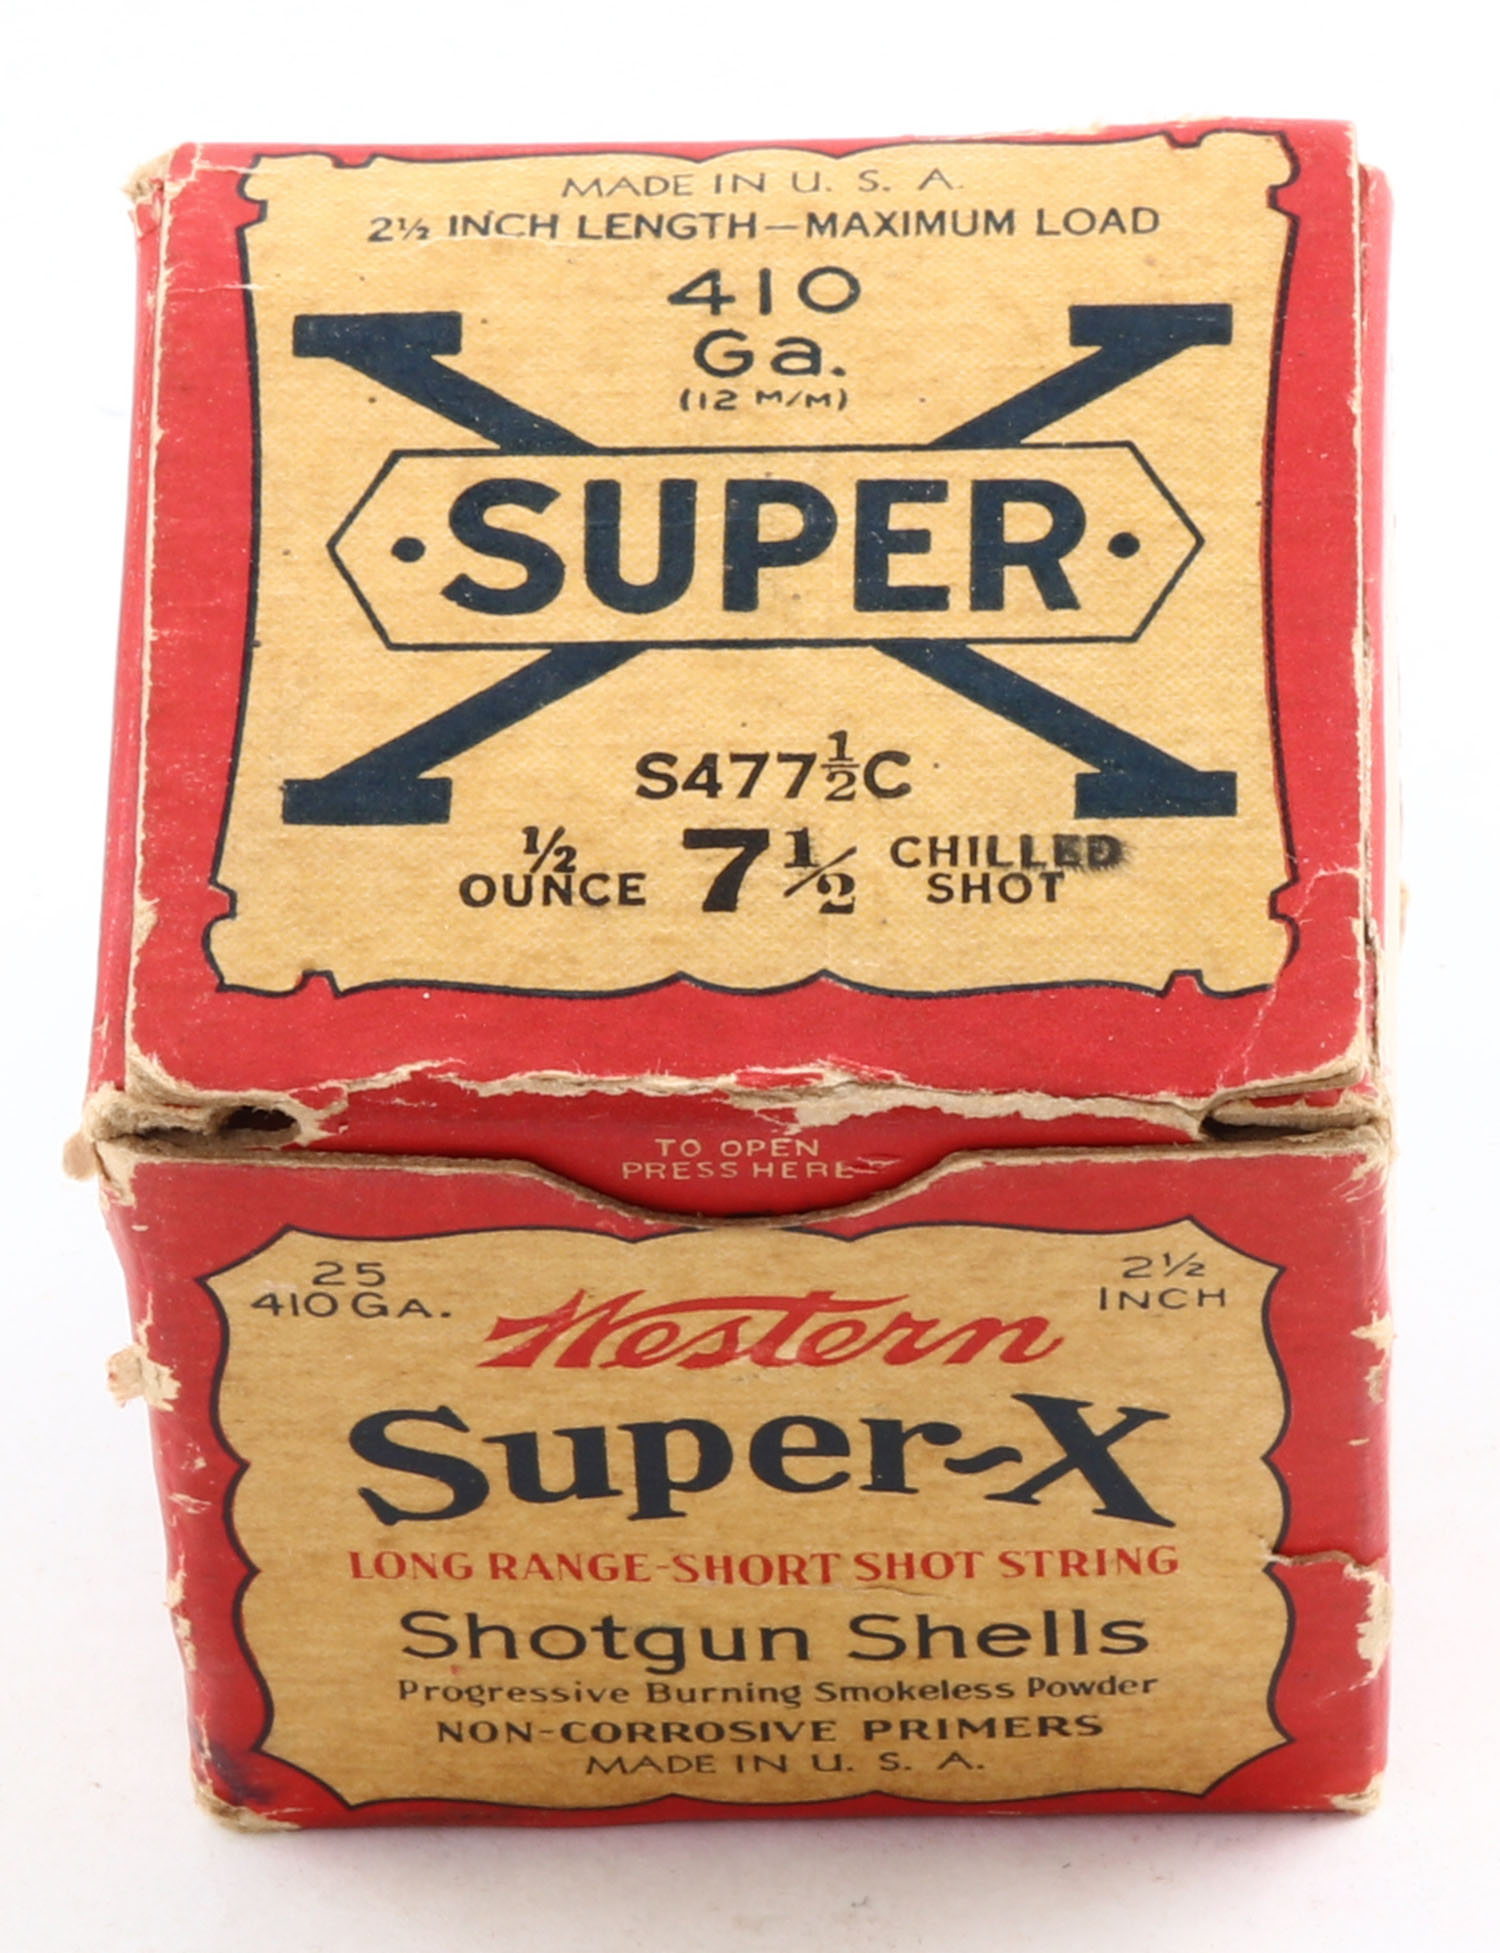 MADE IN U. S. A.
2½ INCH LENGTH—MAXIMUM LOAD
410
Ga.
(12 M/M)
X
• SUPER •
S477½C
½ OUNCE 7½ CHILLED SHOT
TO OPEN
PRESS HERE
25
410 GA.
2½
INCH
Western
Super-X
LONG RANGE-SHORT SHOT STRING
Shotgun Shells
Progressive Burning Smokeless Powder
NON-CORROSIVE PRIMERS
MADE IN U. S. A.